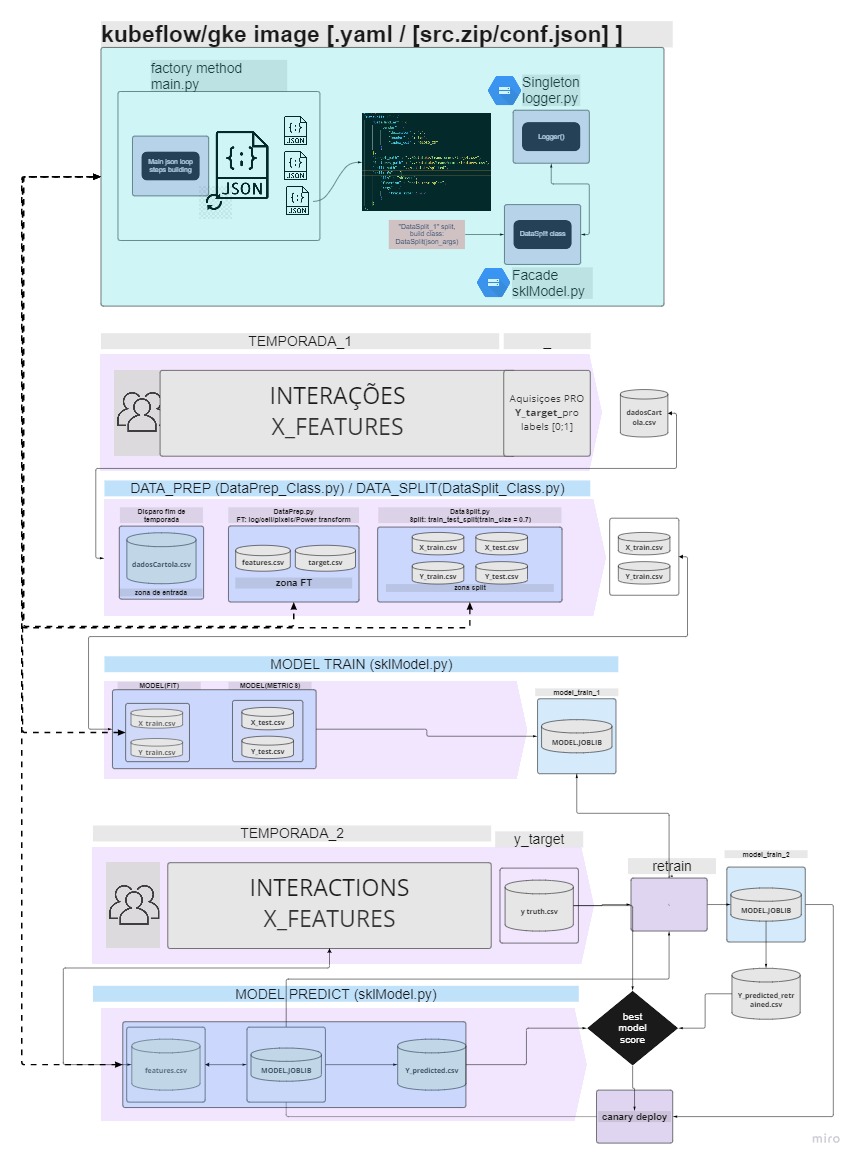 kubeflow/gke image [.yaml / [src.zip/conf.json] ]
factory method
main.py
Main json loop
steps building
{;}
JSON
{;}
JSON
{;}
JSON
{;}
JSON
Singleton
logger.py
Logger()
"DataSplit_1" split,
build class:
DataSplit(json_args)
DataSplit class
Facade
sklModel.py
TEMPORADA_1
_
INTERAÇÕES
X_FEATURES
Aquisiçoes PRO
Y_target_pro
labels [0;1]
dadosCart
ola.csv
DATA_PREP (DataPrep_Class.py) / DATA_SPLIT(DataSplit_Class.py)
Disparo fim de
temporada
dadosCartola.csv
zona de entrada
DataPrep.py
FT: log/ceil/pixels/Power transform
features.csv
target.csv
zona FT
DataSplit.py
Split: train_test_split(train_size = 0.7)
X_train.csv
X_test.csv
Y_train.csv
Y_test.csv
zona split
X_train.csv
Y_train.csv
MODEL TRAIN (sklModel.py)
MODEL(FIT)
X_train.csv
Y_train.csv
MODEL(METRICS)
X_test.csv
Y_test.csv
model_train_1
MODEL.JOBLIB
TEMPORADA_2
INTERACTIONS
X_FEATURES
y_target
y truth.csv
retrain
model_train_2
MODEL.JOBLIB
Y_predicted_retr
ained.csv
MODEL PREDICT (sklModel.py)
features.csv
MODEL.JOBLIB
Y_predicted.csv
best
model
score
canary deploy
miro